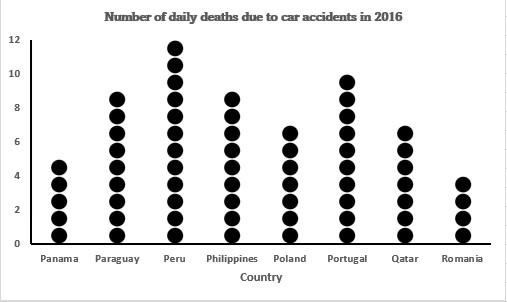 Number of daily deaths due to car accidents in 2016
12
10
8
6
4
2
0
Panama Paraguay Peru Philippines Poland Portugal Qatar Romania
Country